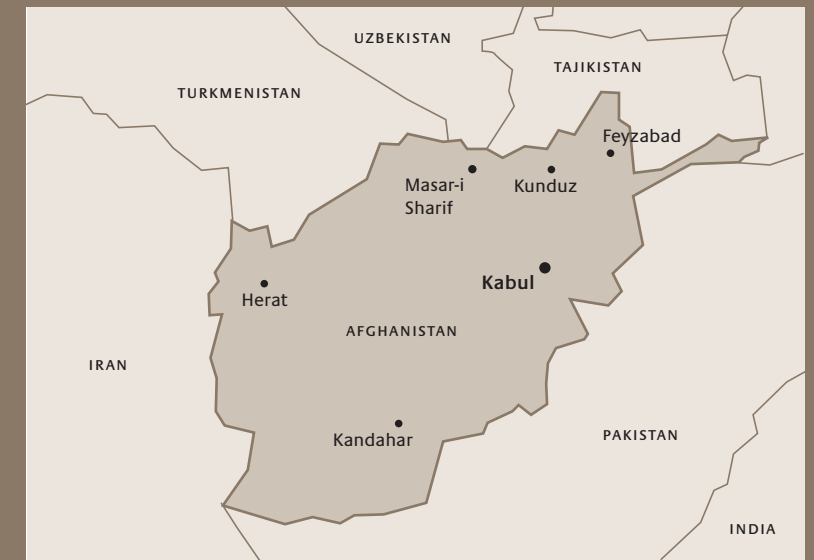 UZBEKISTAN
TAJIKISTAN
TURKMENISTAN
Feyzabad
Masar-i
Sharif
Kunduz
Kabul
Herat
AFGHANISTAN
IRAN
Kandahar
PAKISTAN
INDIA